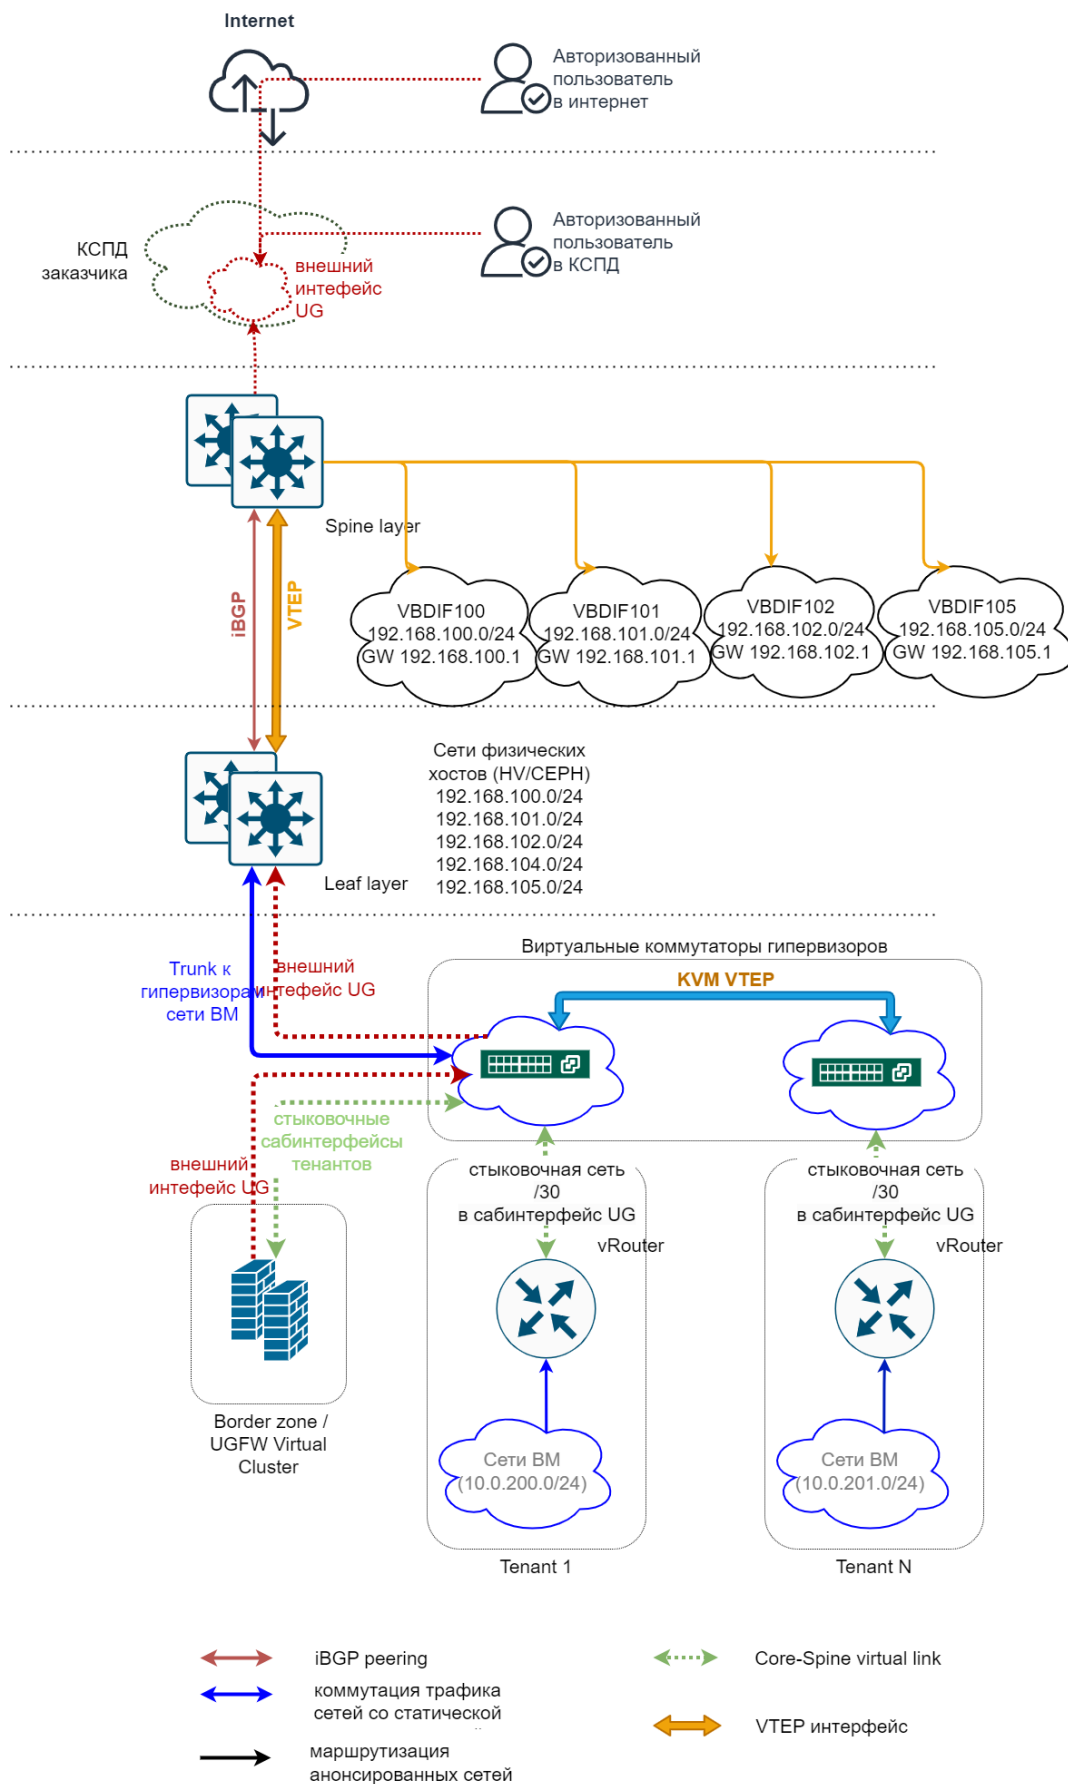 Internet
Авторизованный
пользователь
в интернет
КСПД
заказчика
Авторизованный
пользователь
в КСПД
внешний
интефейс
UG
Spine layer
iBGP
VTEP
VBDIF100
192.168.100.0/24
GW 192.168.100.1
VBDIF101
192.168.101.0/24
GW 192.168.101.1
VBDIF102
192.168.102.0/24
GW 192.168.102.1
VBDIF105
192.168.105.0/24
GW 192.168.105.1
Сети физических
хостов (HV/CEPH)
192.168.100.0/24
192.168.101.0/24
192.168.102.0/24
192.168.104.0/24
192.168.105.0/24
Leaf layer
Trunk к
гипервизорам
сети ВМ
внешний
интефейс UG
Виртуальные коммутаторы гипервизоров
KVM VTEP
стыковочные
сабинтерфейсы
тенантов
внешний
интефейс UG
стыковочная сеть
/30
в сабинтерфейс UG
vRouter
стыковочная сеть
/30
в сабинтерфейс UG
vRouter
Border zone /
UGFW Virtual
Cluster
Сети ВМ
(10.0.200.0/24)
Сети ВМ
(10.0.201.0/24)
Tenant 1
Tenant N
iBGP peering
Core-Spine virtual link
коммутация трафика
сетей со статической
VTEP интерфейс
маршрутизация
анонсированных сетей